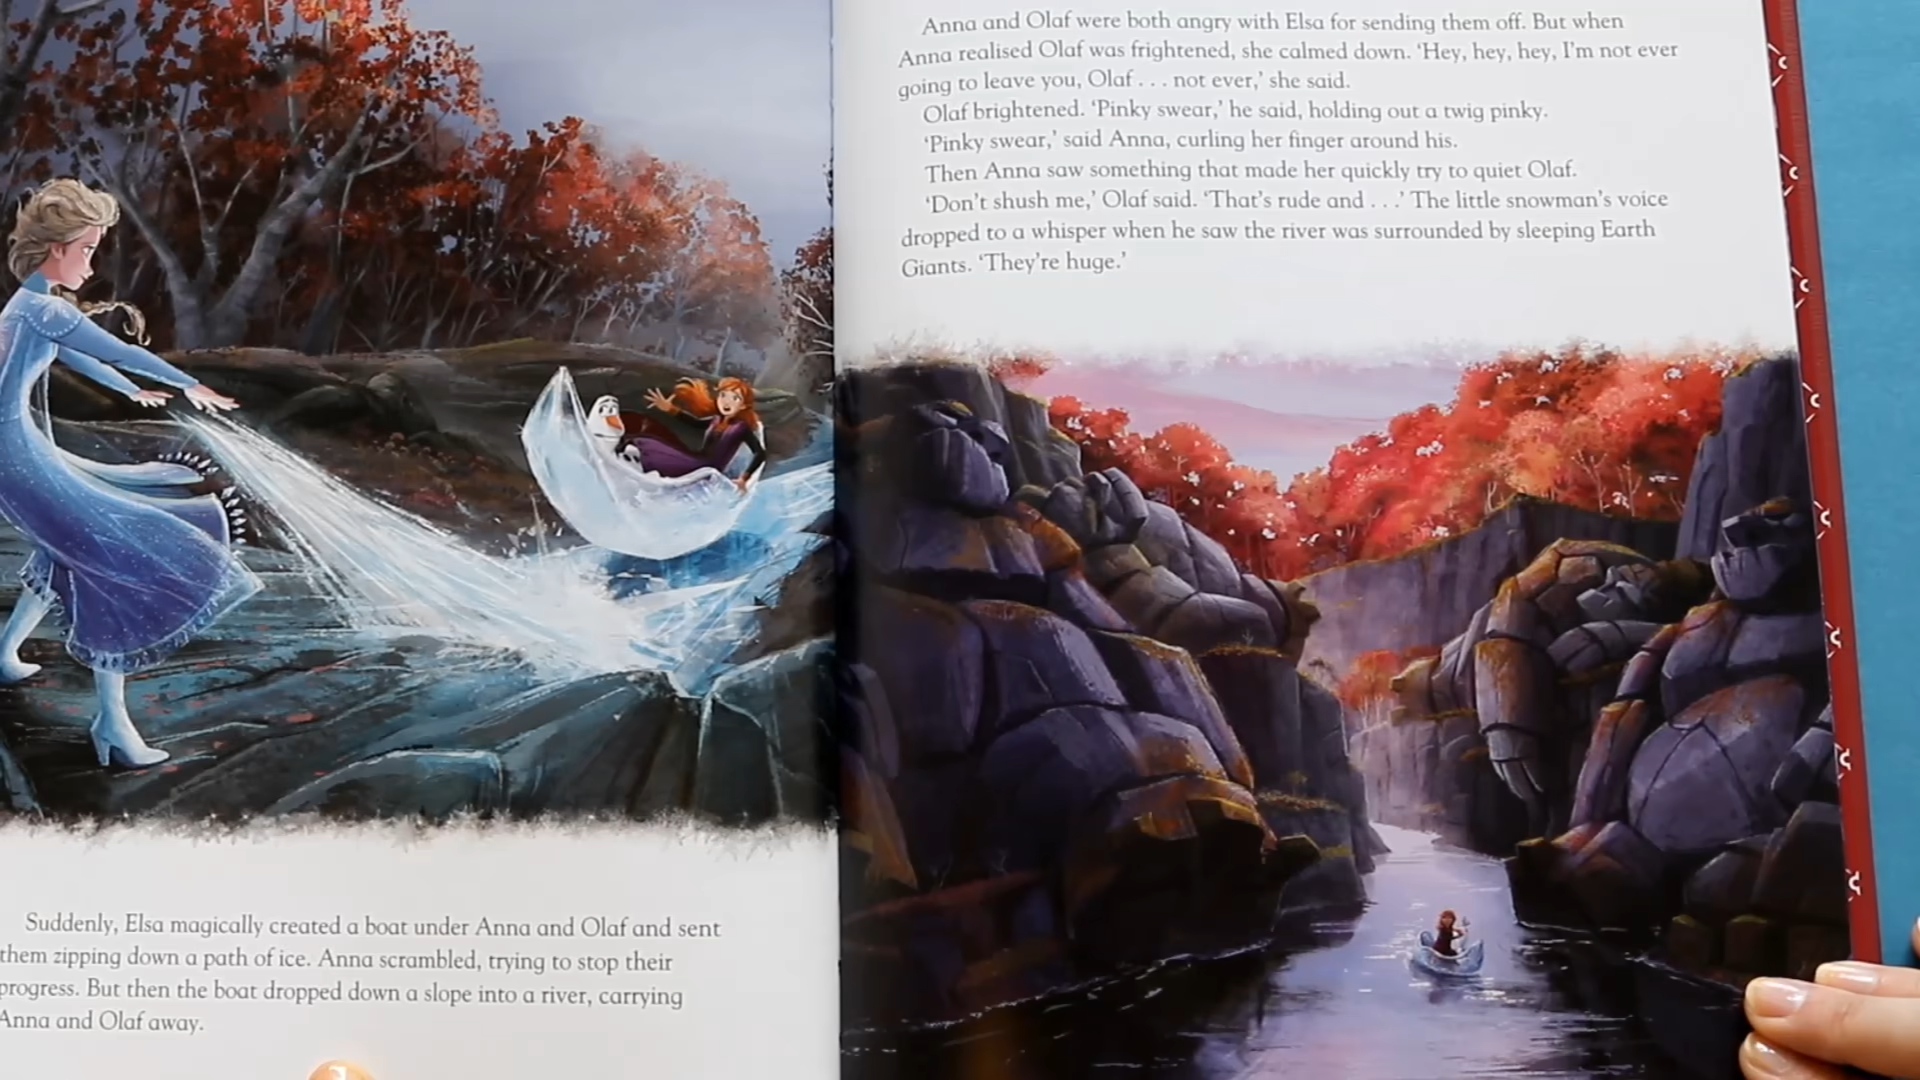 Suddenly, Elsa magically created a boat under Anna and Olaf and sent
them zipping down a path of ice. Anna scrambled, trying to stop their
progress. But then the boat dropped down a slope into a river, carrying
Anna and Olaf away.
Anna and Olaf were both angry with Elsa for sending them off. But when
Anna realised Olaf was frightened, she calmed down. ‘Hey, hey, hey, I’m not ever
going to leave you, Olaf . . . not ever,’ she said.
Olaf brightened. ‘Pinky swear,’ he said, holding out a twig pinky.
‘Pinky swear,’ said Anna, curling her finger around his.
Then Anna saw something that made her quickly try to quiet Olaf.
‘Don’t shush me,’ Olaf said. ‘That’s rude and . . .’ The little snowman’s voice
dropped to a whisper when he saw the river was surrounded by sleeping Earth
Giants. ‘They’re huge.’